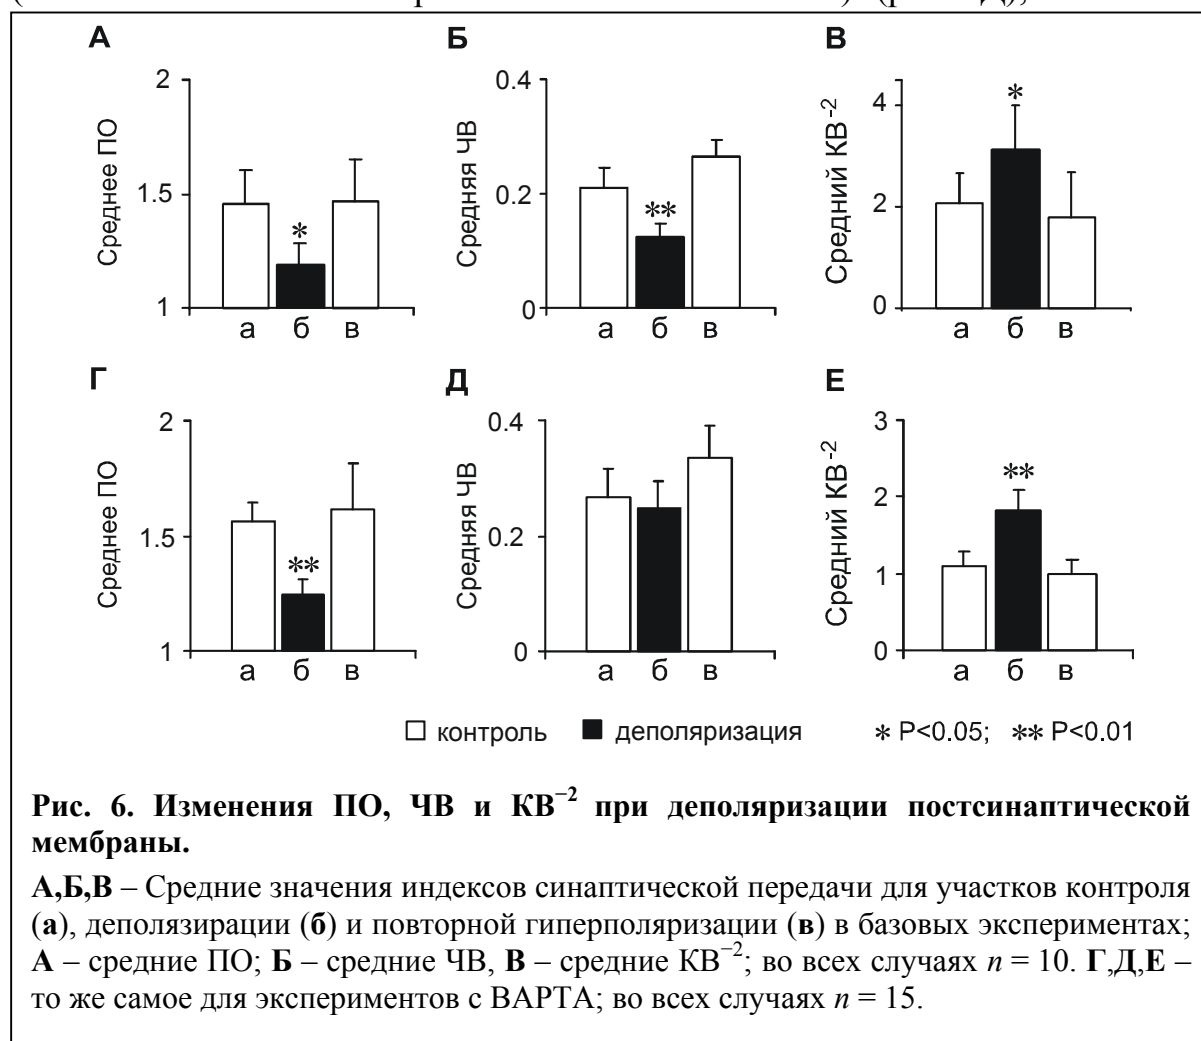 А Б В
2 0.4 4
Среднее ПО Средняя ЧВ Средний КВ⁻²
1.5 0.2 2
* ** *
1 0 0
а б в а б в а б в
Г Д Е
2 0.4 3
Среднее ПО Средняя ЧВ Средний КВ⁻²
1.5 0.2 2
** **
1
1 0 0
а б в а б в а б в
контроль деполяризация * P<0.05; ** P<0.01
Рис. 6. Изменения ПО, ЧВ и КВ⁻² при деполяризации постсинаптической
мембраны.
А,Б,В – Средние значения индексов синаптической передачи для участков контроля
(а), деполязирации (б) и повторной гиперполяризации (в) в базовых экспериментах;
А – средние ПО; Б – средние ЧВ, В – средние КВ⁻²; во всех случаях n = 10. Г,Д,Е –
то же самое для экспериментов с ВАРТА; во всех случаях n = 15.